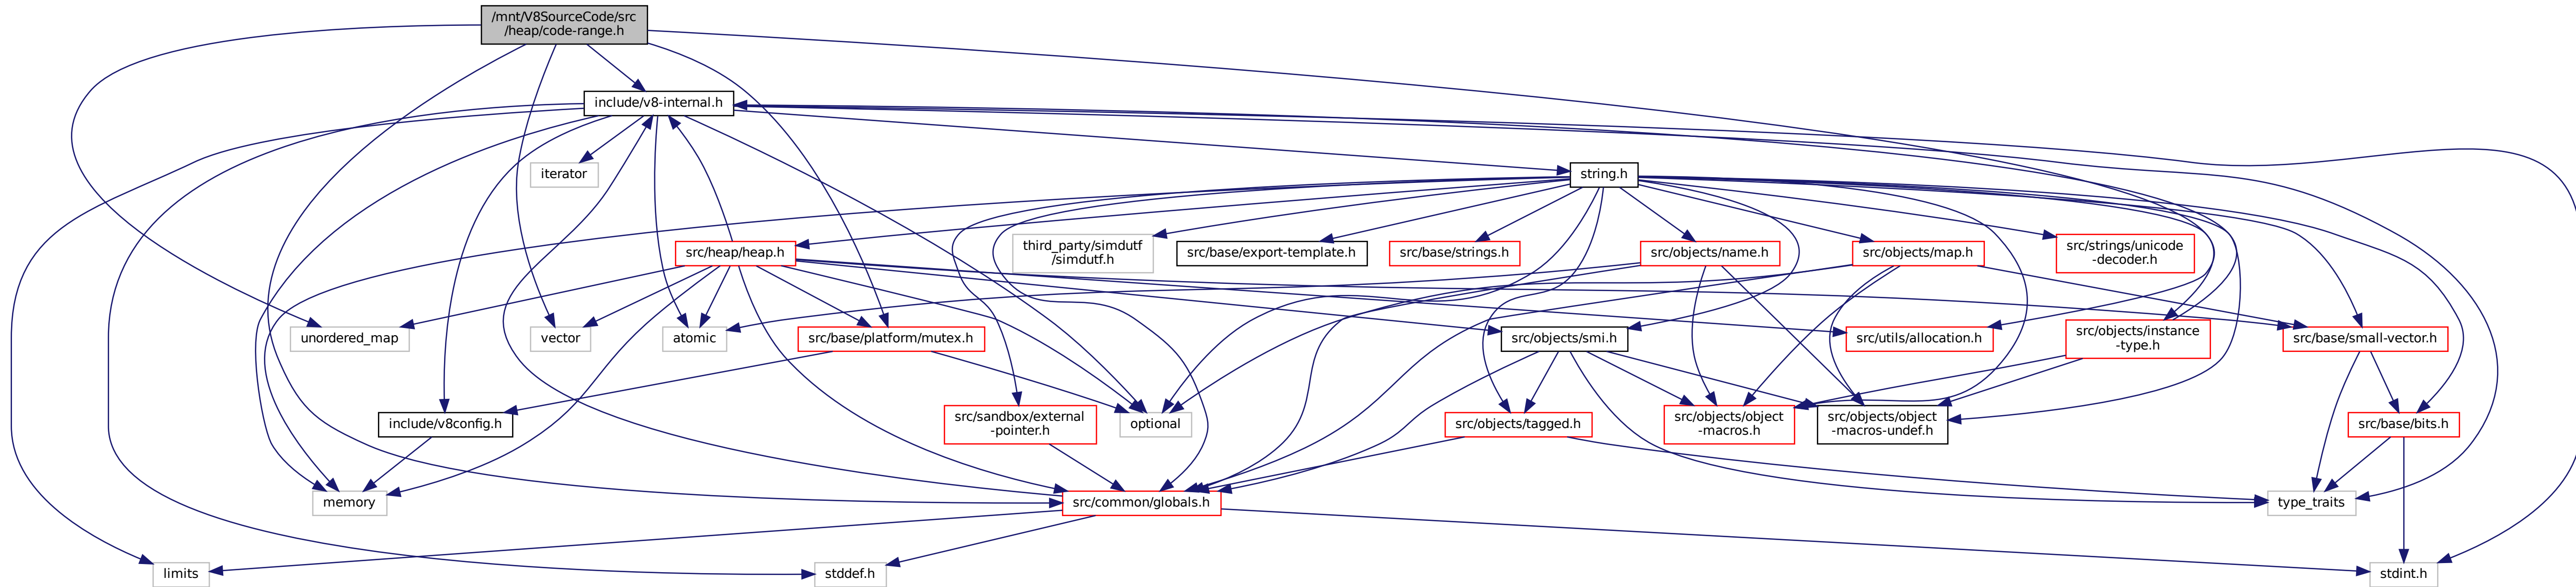 /mnt/V8SourceCode/src
/heap/code-range.h
include/v8-internal.h
iterator
string.h
third_party/simdutf
/simdutf.h
src/base/export-template.h
src/base/strings.h
src/heap/heap.h
src/objects/name.h
src/objects/map.h
src/strings/unicode
-decoder.h
unordered_map
vector
atomic
src/base/platform/mutex.h
src/objects/smi.h
src/utils/allocation.h
src/objects/instance
-type.h
src/base/small-vector.h
include/v8config.h
src/sandbox/external
-pointer.h
optional
src/objects/tagged.h
src/objects/object
-macros.h
src/objects/object
-macros-undef.h
src/base/bits.h
memory
src/common/globals.h
type_traits
limits
stddef.h
stdint.h